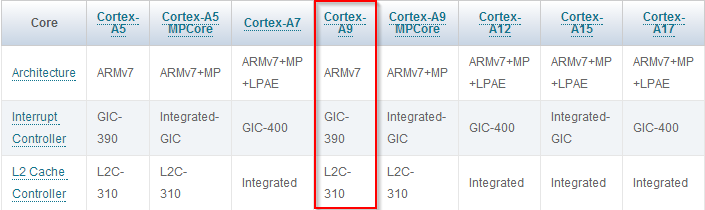 Core Cortex-A5 Cortex-A5 MPCore Cortex-A7 Cortex-A9 Cortex-A9 MPCore Cortex-A12 Cortex-A15 Cortex-A17
Architecture ARMv7 ARMv7+MP ARMv7+MP+LPAE ARMv7 ARMv7+MP ARMv7+MP+LPAE ARMv7+MP+LPAE ARMv7+MP+LPAE
Interrupt Controller GIC-390 Integrated-GIC GIC-400 GIC-390 Integrated-GIC GIC-400 Integrated-GIC GIC-400
L2 Cache Controller L2C-310 L2C-310 Integrated L2C-310 L2C-310 Integrated Integrated Integrated